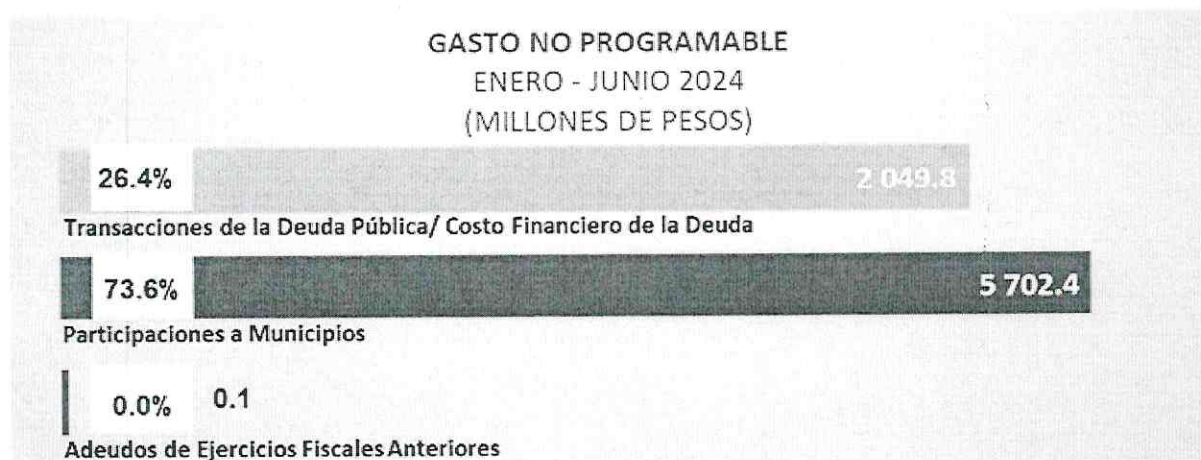 GASTO NO PROGRAMABLE
ENERO - JUNIO 2024
(MILLONES DE PESOS)
26.4% 2 049.8
Transacciones de la Deuda Pública/ Costo Financiero de la Deuda
73.6% 5 702.4
Participaciones a Municipios
0.0% 0.1
Adeudos de Ejercicios Fiscales Anteriores